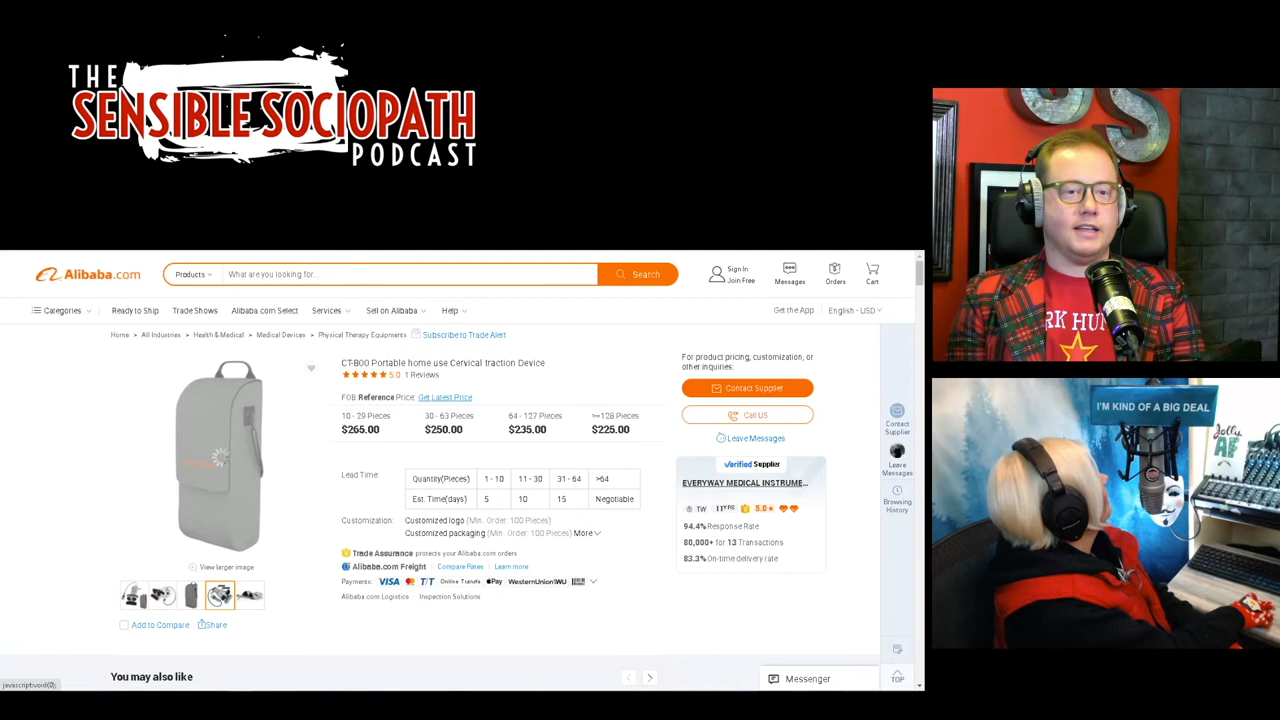 THE
SENSIBLE SOCIOPATH
PODCAST
Alibaba.com
Products
What are you looking for...
Search
Sign In
Join Free
Messages
Orders
Cart
Categories
Ready to Ship
Trade Shows
Alibaba.com Select
Services
Sell on Alibaba
Help
Get the App
English - USD
Home > All Industries > Health & Medical > Medical Devices > Physical Therapy Equipments
Subscribe to Trade Alert
CT-800 Portable home use Cervical traction Device
5.0 1 Reviews
FOB Reference Price: Get Latest Price
10 - 29 Pieces 30 - 63 Pieces 64 - 127 Pieces >=128 Pieces
$265.00 $250.00 $235.00 $225.00
Lead Time:
Quantity(Pieces) 1 - 10 11 - 30 31 - 64 >64
Est. Time(days) 5 10 15 Negotiable
Customization:
Customized logo (Min. Order: 100 Pieces)
Customized packaging (Min. Order: 100 Pieces) More
Trade Assurance protects your Alibaba.com orders
Alibaba.com Freight Compare Rates Learn more
Payments: VISA T/T Online Transfe Pay WesternUnion WU
Alibaba.com Logistics Inspection Solutions
View larger image
Add to Compare
Share
For product pricing, customization, or
other inquiries:
Contact Supplier
Call US
Leave Messages
Verified Supplier
EVERYWAY MEDICAL INSTRUME...
TW 11YRS 5.0
94.4% Response Rate
80,000+ for 13 Transactions
83.3% On-time delivery rate
Contact
Supplier
Leave
Messages
Browsing
History
TOP
You may also like
Messenger
javascript:void(0);
RK HUN
I'M KIND OF A BIG DEAL
Jolly
AF